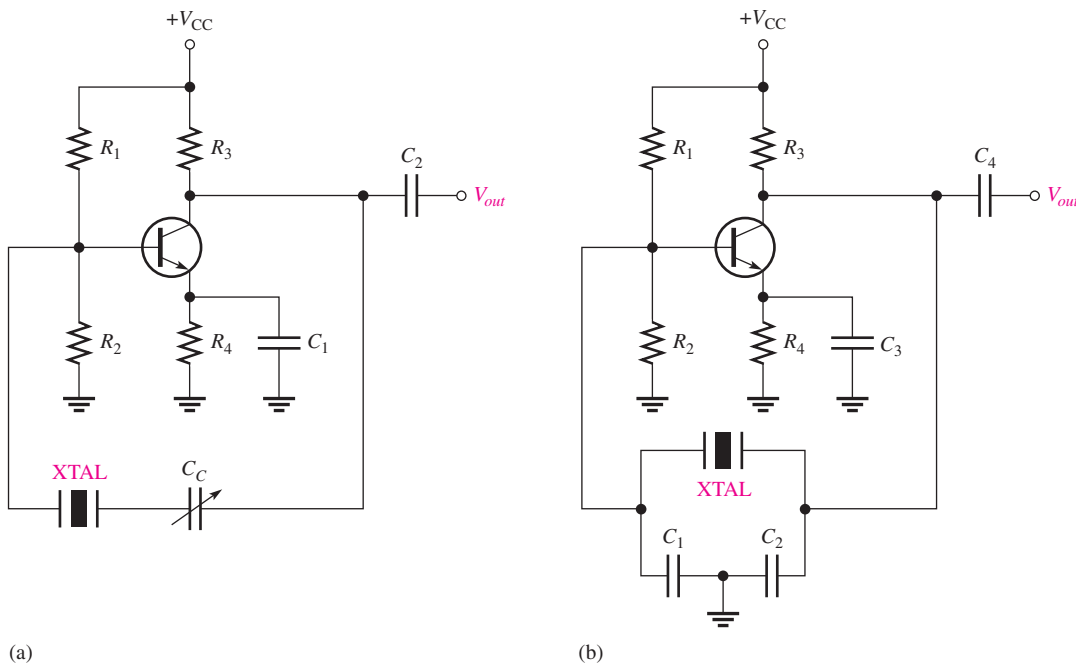 +VCC
R1
R3
C2
Vout
R2
R4
C1
XTAL
CC
(a)
+VCC
R1
R3
C4
Vout
R2
R4
C3
XTAL
C1
C2
(b)